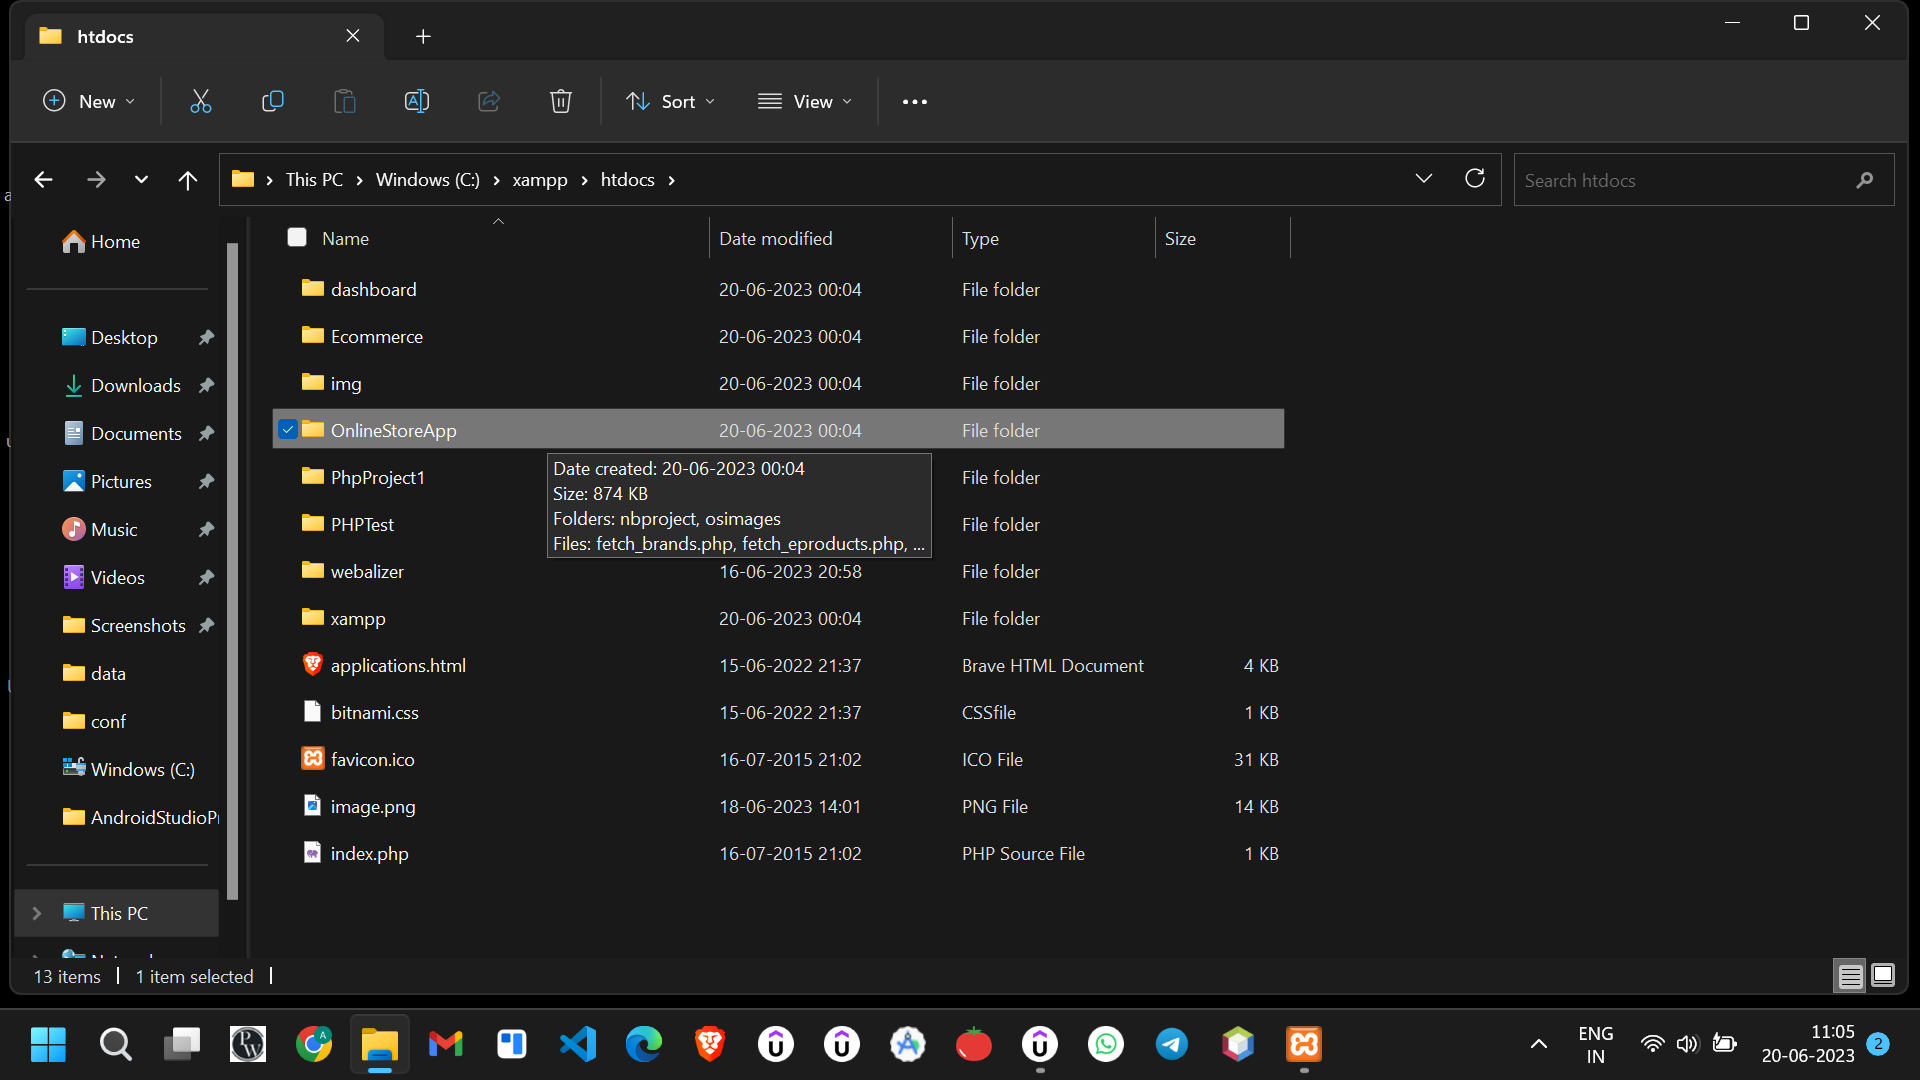 htdocs
New
Sort
View
This PC
Windows (C:)
xampp
htdocs
Search htdocs
Home
Desktop
Downloads
Documents
Pictures
Music
Videos
Screenshots
data
conf
Windows (C:)
AndroidStudioPr
This PC
Name Date modified Type Size
dashboard 20-06-2023 00:04 File folder
Ecommerce 20-06-2023 00:04 File folder
img 20-06-2023 00:04 File folder
OnlineStoreApp 20-06-2023 00:04 File folder
PhpProject1 File folder
PHPTest File folder
webalizer 16-06-2023 20:58 File folder
xampp 20-06-2023 00:04 File folder
applications.html 15-06-2022 21:37 Brave HTML Document 4 KB
bitnami.css 15-06-2022 21:37 CSSfile 1 KB
favicon.ico 16-07-2015 21:02 ICO File 31 KB
image.png 18-06-2023 14:01 PNG File 14 KB
index.php 16-07-2015 21:02 PHP Source File 1 KB
Date created: 20-06-2023 00:04
Size: 874 KB
Folders: nbproject, osimages
Files: fetch_brands.php, fetch_eproducts.php, ...
13 items
1 item selected
PW
A
ENG
IN
11:05
20-06-2023
2